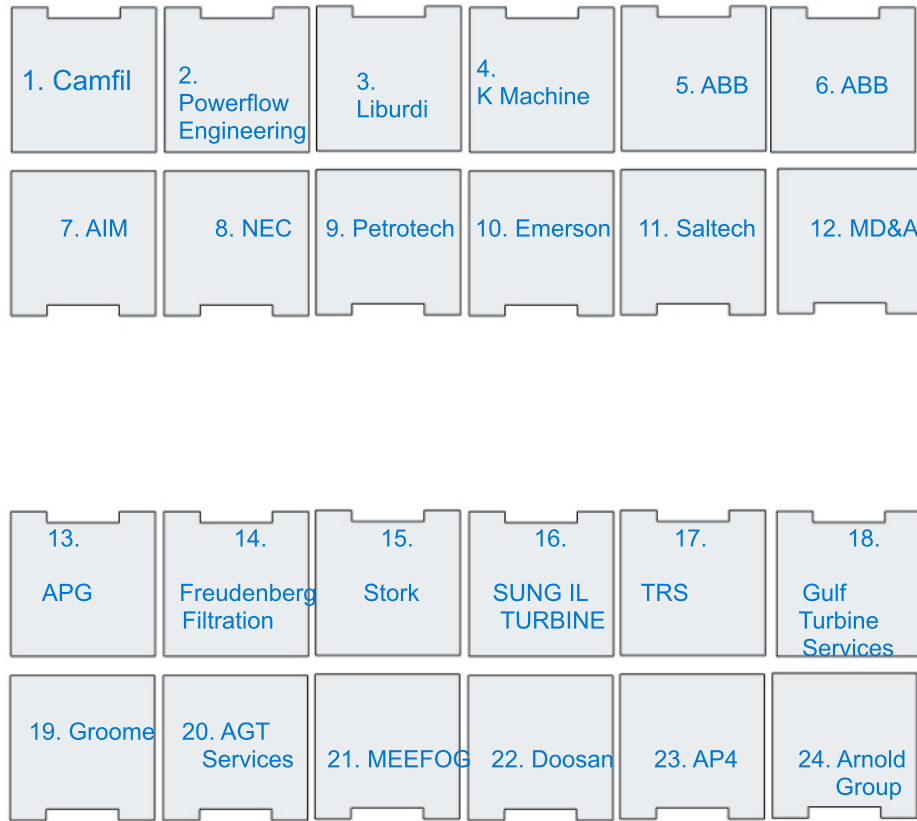 1. Camfil
2.
Powerflow
Engineering
3.
Liburdi
4.
K Machine
5. ABB
6. ABB
7. AIM
8. NEC
9. Petrotech
10. Emerson
11. Saltech
12. MD&A
13.
APG
14.
Freudenberg
Filtration
15.
Stork
16.
SUNG IL
TURBINE
17.
TRS
18.
Gulf
Turbine
Services
19. Groome
20. AGT
Services
21. MEEFOG
22. Doosan
23. AP4
24. Arnold
Group